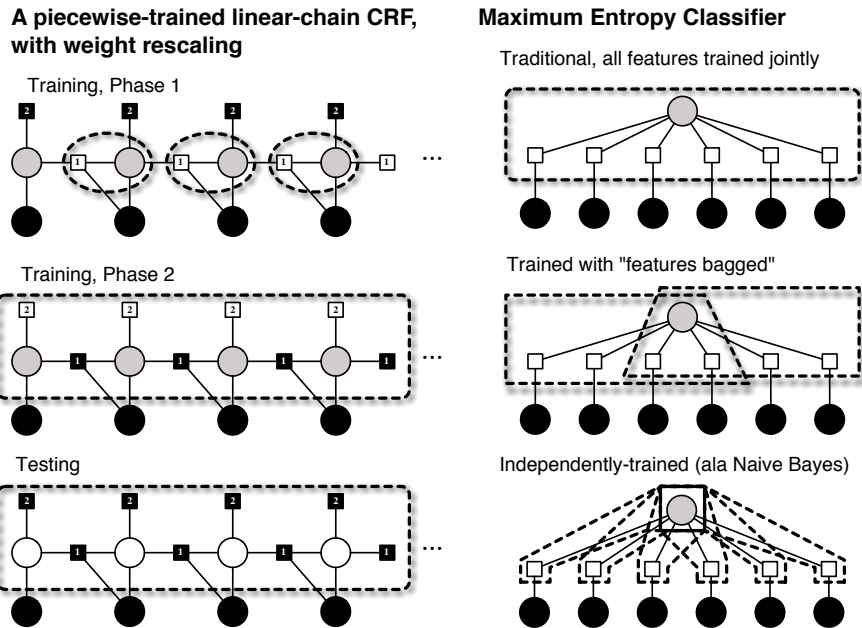 A piecewise-trained linear-chain CRF,
with weight rescaling
Training, Phase 1
2 2 2 2
1 1 1 1 ...
Training, Phase 2
2 2 2 2
1 1 1 1 ...
Testing
2 2 2 2
1 1 1 1 ...
Maximum Entropy Classifier
Traditional, all features trained jointly
Trained with "features bagged"
Independently-trained (ala Naive Bayes)